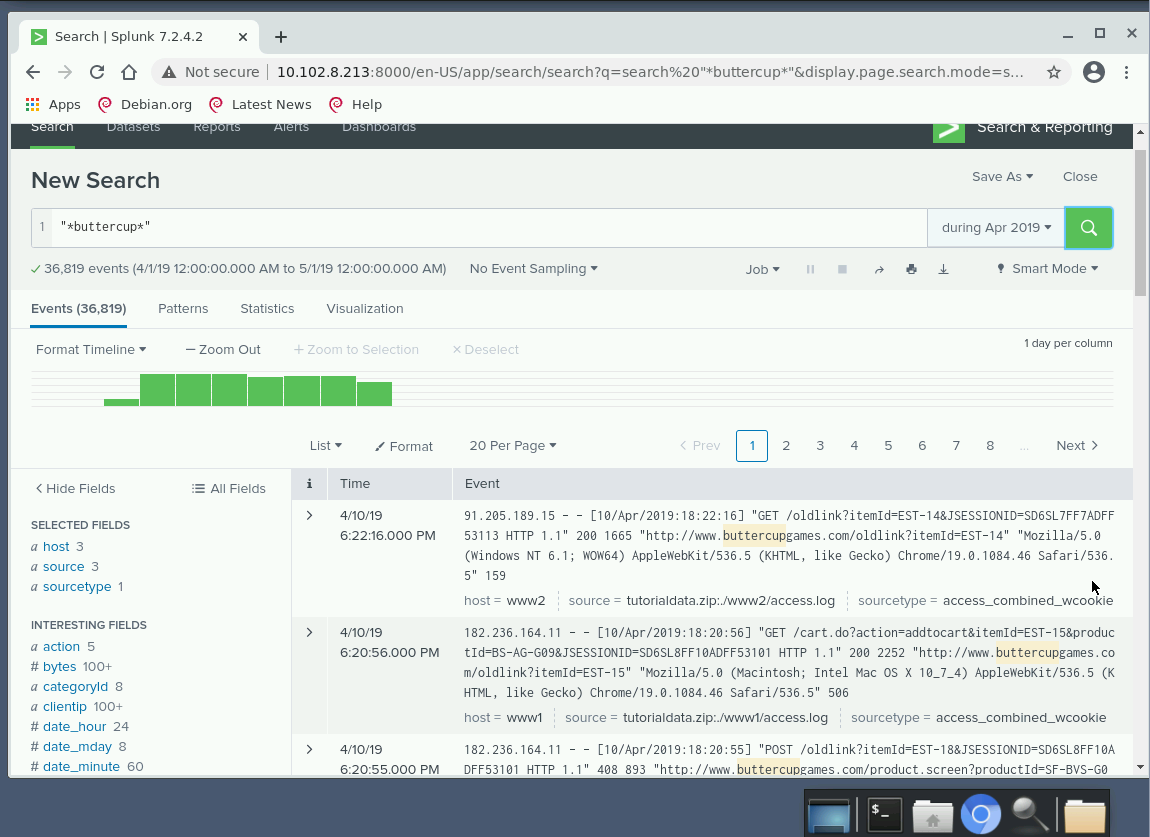 Search | Splunk 7.2.4.2
Not secure | 10.102.8.213:8000/en-US/app/search/search?q=search%20"*buttercup*"&display.page.search.mode=s...
Apps Debian.org Latest News Help
Search Datasets Reports Alerts Dashboards Search & Reporting
New Search Save As Close
1 "*buttercup*" during Apr 2019
36,819 events (4/1/19 12:00:00.000 AM to 5/1/19 12:00:00.000 AM) No Event Sampling Job Smart Mode
Events (36,819) Patterns Statistics Visualization
Format Timeline — Zoom Out + Zoom to Selection × Deselect 1 day per column
List Format 20 Per Page < Prev 1 2 3 4 5 6 7 8 ... Next >
< Hide Fields All Fields
SELECTED FIELDS
a host 3
a source 3
a sourcetype 1
INTERESTING FIELDS
a action 5
# bytes 100+
a categoryId 8
a clientip 100+
# date_hour 24
# date_mday 8
# date_minute 60
i Time Event
> 4/10/19
6:22:16.000 PM
91.205.189.15 - - [10/Apr/2019:18:22:16] "GET /oldlink?itemId=EST-14&JSESSIONID=SD6SL7FF7ADFF
53113 HTTP 1.1" 200 1665 "http://www.buttercupgames.com/oldlink?itemId=EST-14" "Mozilla/5.0
(Windows NT 6.1; WOW64) AppleWebKit/536.5 (KHTML, like Gecko) Chrome/19.0.1084.46 Safari/536.
5" 159
host = www2 source = tutorialdata.zip:./www2/access.log sourcetype = access_combined_wcookie
> 4/10/19
6:20:56.000 PM
182.236.164.11 - - [10/Apr/2019:18:20:56] "GET /cart.do?action=addtocart&itemId=EST-15&produc
tId=BS-AG-G09&JSESSIONID=SD6SL8FF10ADFF53101 HTTP 1.1" 200 2252 "http://www.buttercupgames.co
m/oldlink?itemId=EST-15" "Mozilla/5.0 (Macintosh; Intel Mac OS X 10_7_4) AppleWebKit/536.5 (K
HTML, like Gecko) Chrome/19.0.1084.46 Safari/536.5" 506
host = www1 source = tutorialdata.zip:./www1/access.log sourcetype = access_combined_wcookie
> 4/10/19
6:20:55.000 PM
182.236.164.11 - - [10/Apr/2019:18:20:55] "POST /oldlink?itemId=EST-18&JSESSIONID=SD6SL8FF10A
DFF53101 HTTP 1.1" 408 893 "http://www.buttercupgames.com/product.screen?productId=SF-BVS-G0